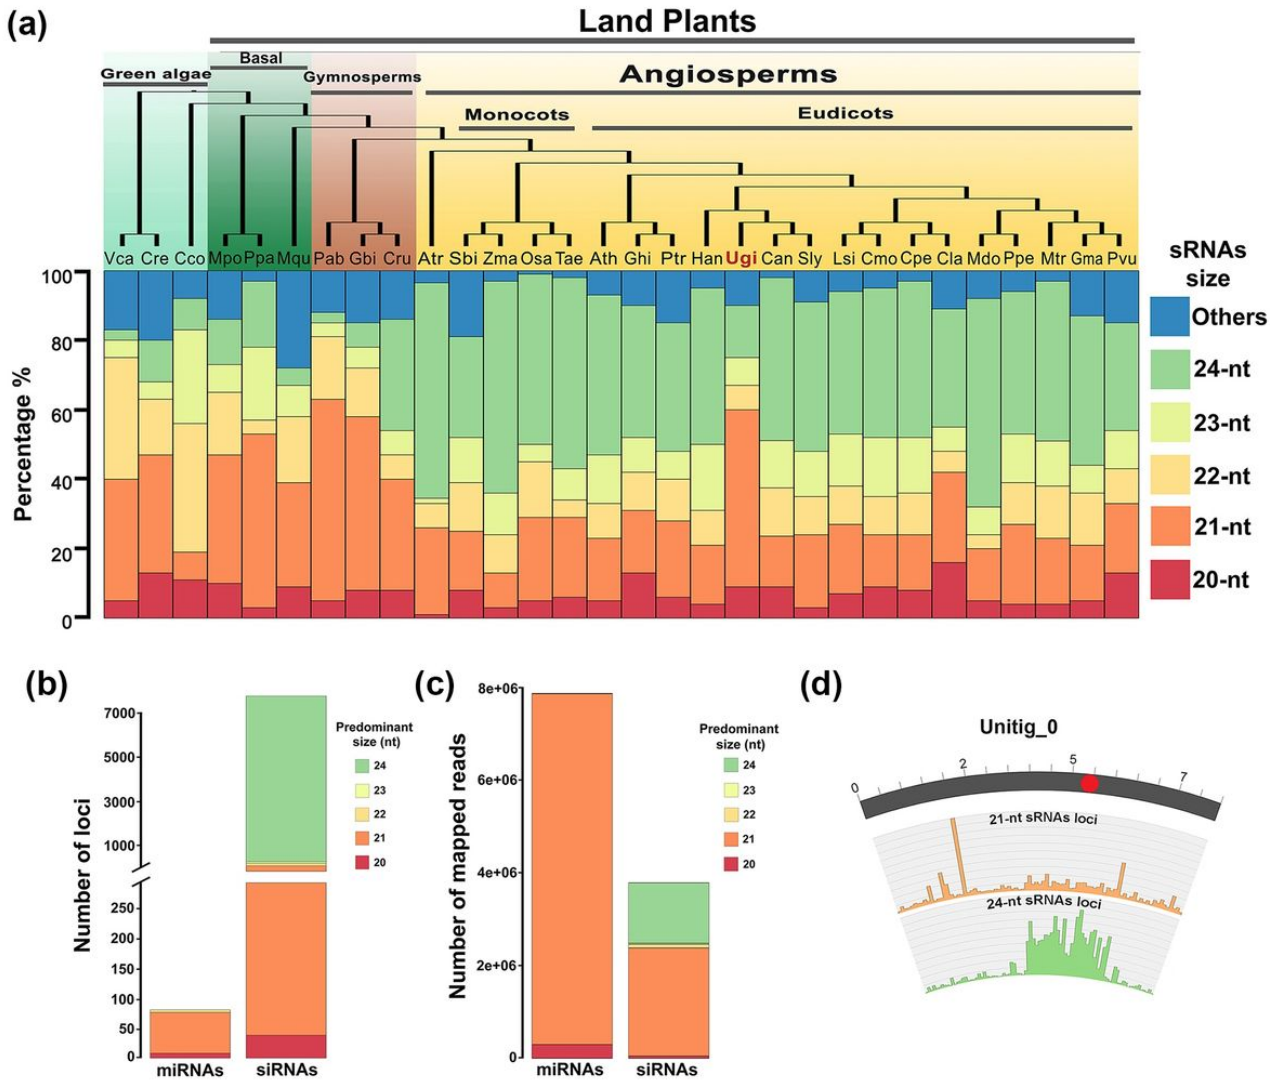 (a)
Land Plants
Basal
Green algae
Gymnosperms
Angiosperms
Monocots
Eudicots
Vca Cre Cco Mpo Ppa Mqu Pab Gbi Cru Atr Sbi Zma Osa Tae Ath Ghi Ptr Han Ugi Can Sly Lsi Cmo Cpe Cla Mdo Ppe Mtr Gma Pvu
Percentage %
100
80
60
40
20
0
sRNAs
size
Others
24-nt
23-nt
22-nt
21-nt
20-nt
(b)
Number of loci
7000
5000
3000
1000
250
200
150
100
50
0
miRNAs siRNAs
Predominant
size (nt)
24
23
22
21
20
(c)
Number of mapped reads
8e+06
6e+06
4e+06
2e+06
0
miRNAs siRNAs
Predominant
size (nt)
24
23
22
21
20
(d)
Unitig_0
0 2 5 7
21-nt sRNAs loci
24-nt sRNAs loci